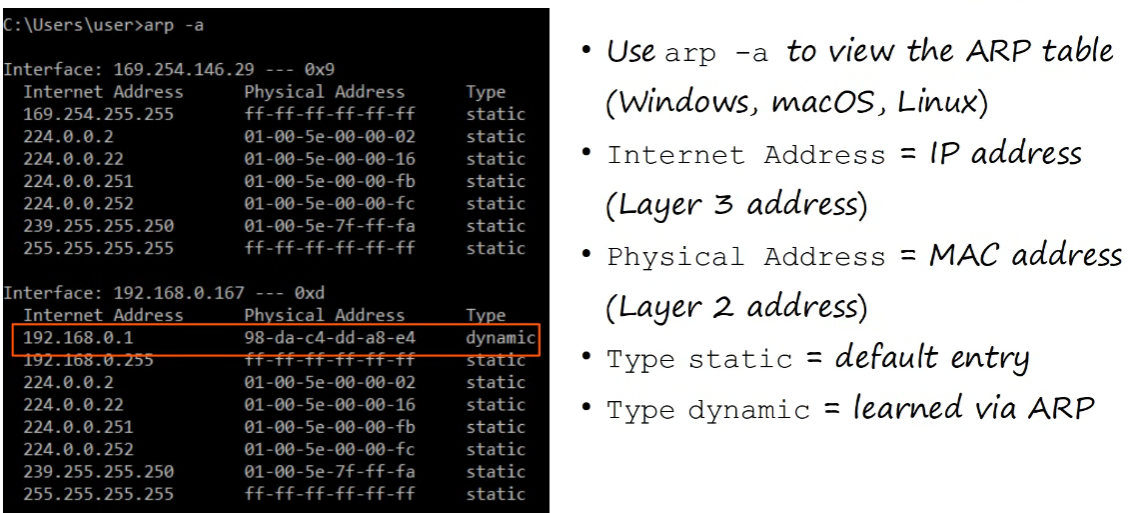 C:\Users\user>arp -a
Interface: 169.254.146.29 --- 0x9
Internet Address Physical Address Type
169.254.255.255 ff-ff-ff-ff-ff-ff static
224.0.0.2 01-00-5e-00-00-02 static
224.0.0.22 01-00-5e-00-00-16 static
224.0.0.251 01-00-5e-00-00-fb static
224.0.0.252 01-00-5e-00-00-fc static
239.255.255.250 01-00-5e-7f-ff-fa static
255.255.255.255 ff-ff-ff-ff-ff-ff static
Interface: 192.168.0.167 --- 0xd
Internet Address Physical Address Type
192.168.0.1 98-da-c4-dd-a8-e4 dynamic
192.168.0.255 ff-ff-ff-ff-ff-ff static
224.0.0.2 01-00-5e-00-00-02 static
224.0.0.22 01-00-5e-00-00-16 static
224.0.0.251 01-00-5e-00-00-fb static
224.0.0.252 01-00-5e-00-00-fc static
239.255.255.250 01-00-5e-7f-ff-fa static
255.255.255.255 ff-ff-ff-ff-ff-ff static
• Use arp -a to view the ARP table
(Windows, macOS, Linux)
• Internet Address = IP address
(Layer 3 address)
• Physical Address = MAC address
(Layer 2 address)
• Type static = default entry
• Type dynamic = learned via ARP